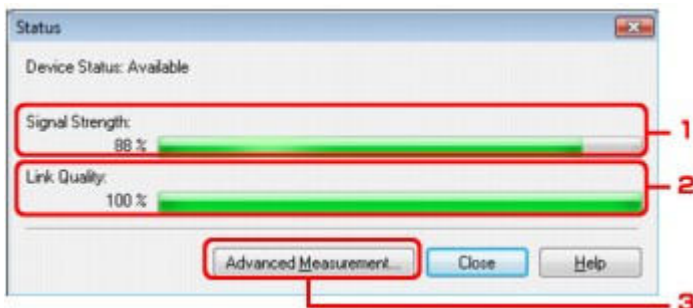 Status
Device Status: Available
Signal Strength:
88 %
1
Link Quality:
100 %
2
Advanced Measurement... Close Help
3